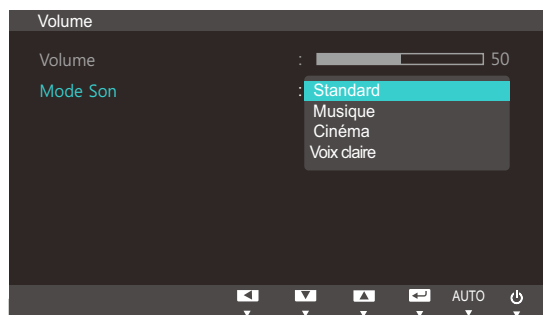 Volume
Volume : 50
Mode Son : Standard
Musique
Cinéma
Voix claire
AUTO